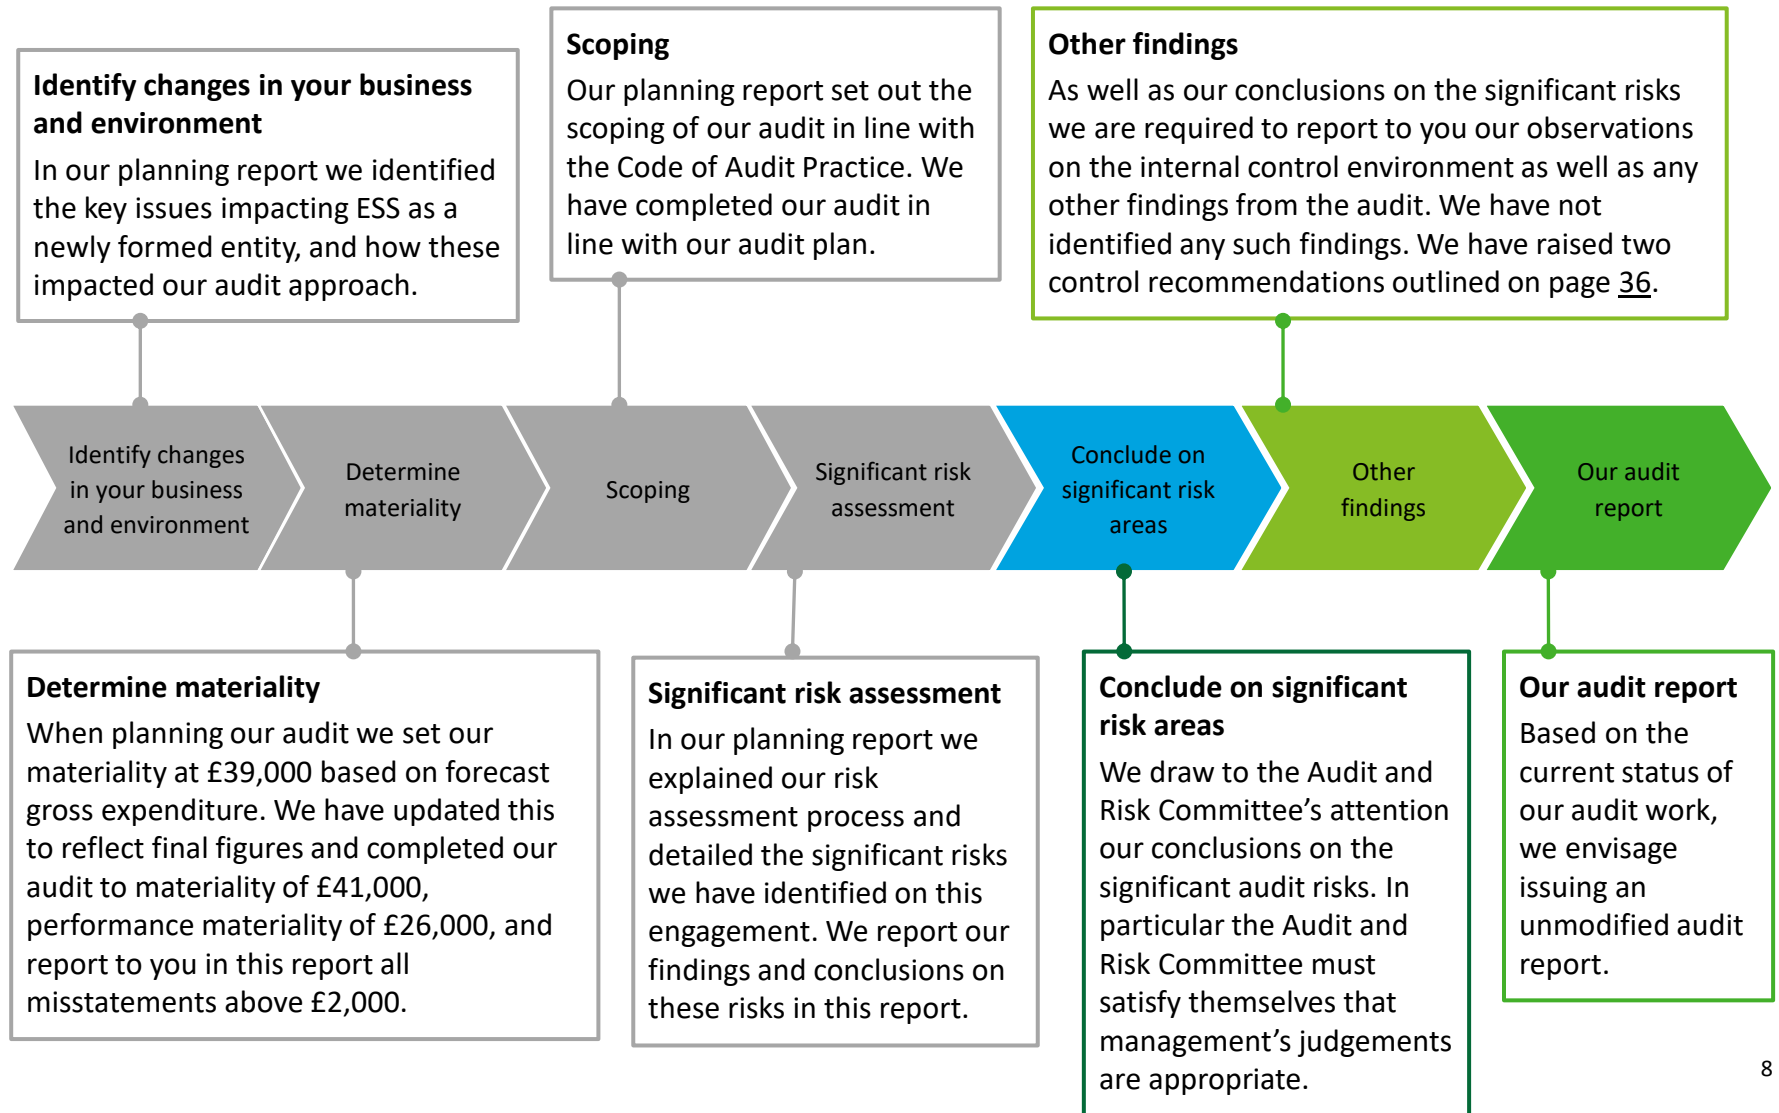 Identify changes in your business
and environment
In our planning report we identified
the key issues impacting ESS as a
newly formed entity, and how these
impacted our audit approach.
Scoping
Our planning report set out the
scoping of our audit in line with
the Code of Audit Practice. We
have completed our audit in
line with our audit plan.
Other findings
As well as our conclusions on the significant risks
we are required to report to you our observations
on the internal control environment as well as any
other findings from the audit. We have not
identified any such findings. We have raised two
control recommendations outlined on page 36.
Identify changes
in your business
and environment
Determine
materiality
Scoping
Significant risk
assessment
Conclude on
significant risk
areas
Other
findings
Our audit
report
Determine materiality
When planning our audit we set our
materiality at £39,000 based on forecast
gross expenditure. We have updated this
to reflect final figures and completed our
audit to materiality of £41,000,
performance materiality of £26,000, and
report to you in this report all
misstatements above £2,000.
Significant risk assessment
In our planning report we
explained our risk
assessment process and
detailed the significant risks
we have identified on this
engagement. We report our
findings and conclusions on
these risks in this report.
Conclude on significant
risk areas
We draw to the Audit and
Risk Committee’s attention
our conclusions on the
significant audit risks. In
particular the Audit and
Risk Committee must
satisfy themselves that
management’s judgements
are appropriate.
Our audit report
Based on the
current status of
our audit work,
we envisage
issuing an
unmodified audit
report.
8